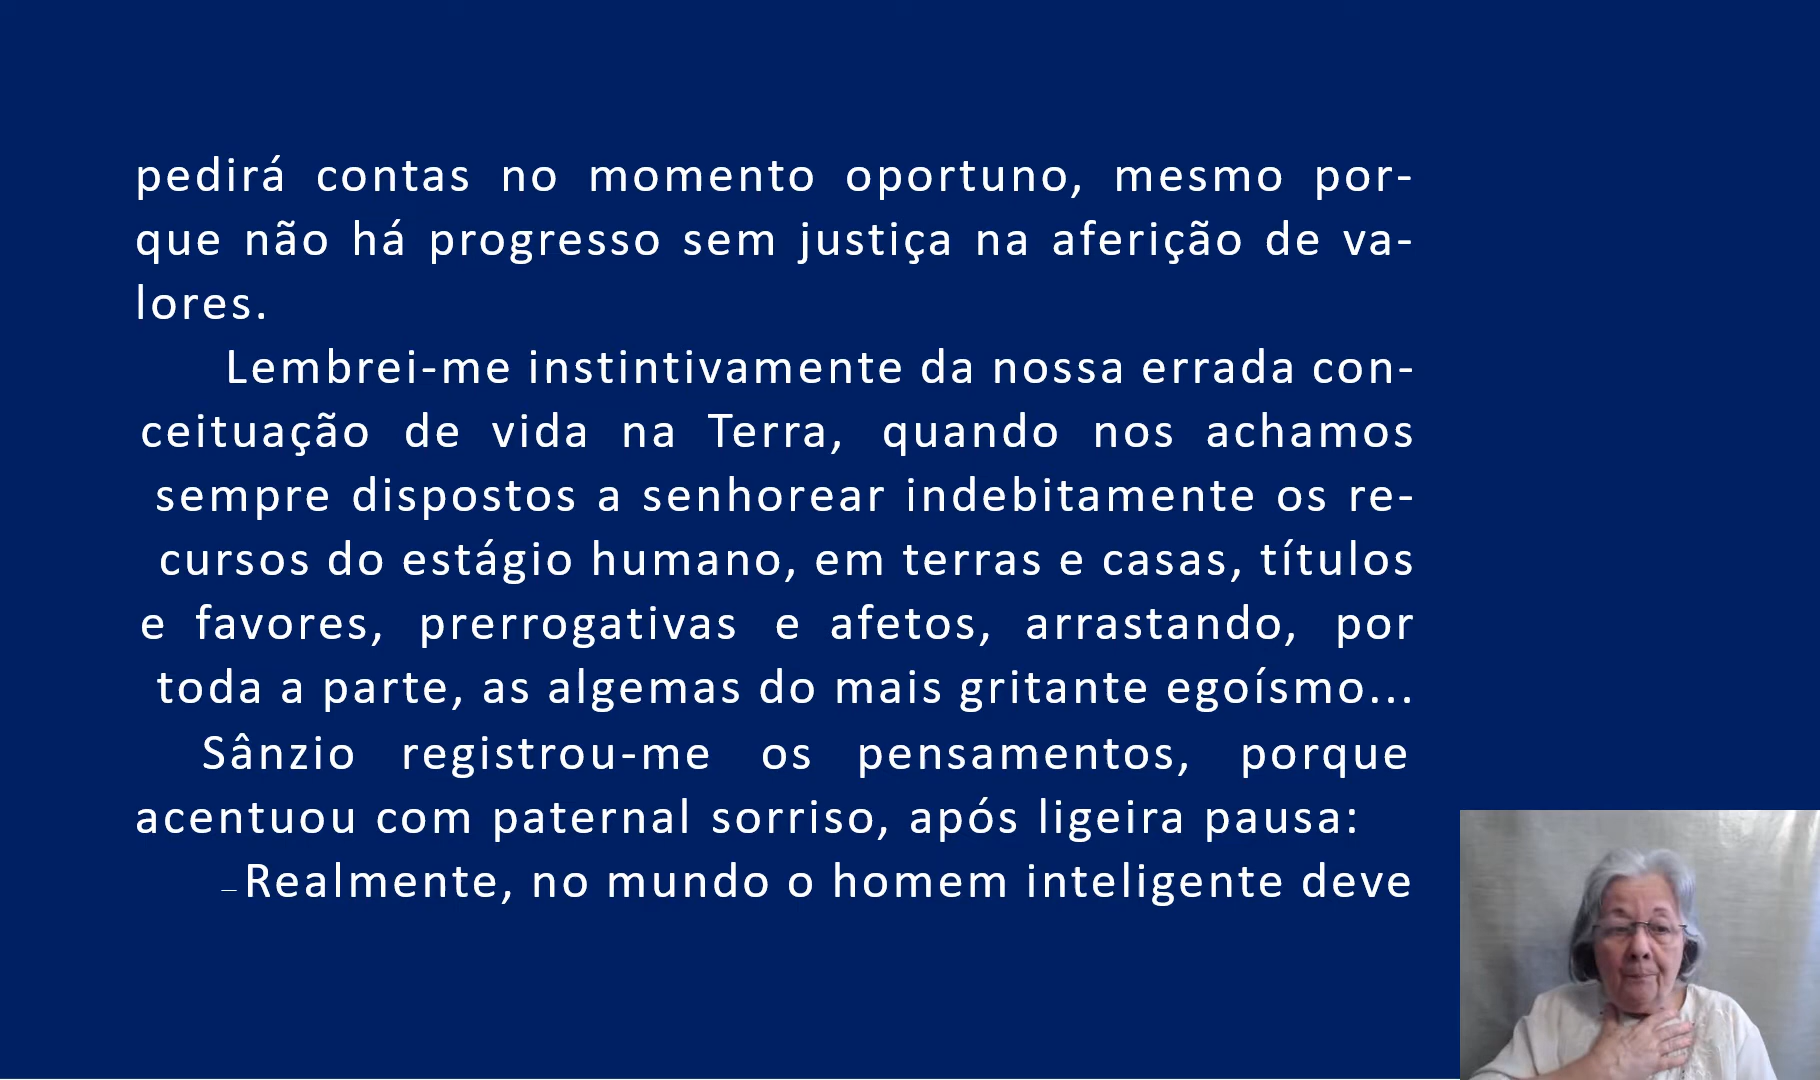 pedirá contas no momento oportuno, mesmo por-
que não há progresso sem justiça na aferição de va-
lores.
Lembrei-me instintivamente da nossa errada con-
ceituação de vida na Terra, quando nos achamos
sempre dispostos a senhorear indebitamente os re-
cursos do estágio humano, em terras e casas, títulos
e favores, prerrogativas e afetos, arrastando, por
toda a parte, as algemas do mais gritante egoísmo...
Sânzio registrou-me os pensamentos, porque
acentuou com paternal sorriso, após ligeira pausa:
–Realmente, no mundo o homem inteligente deve